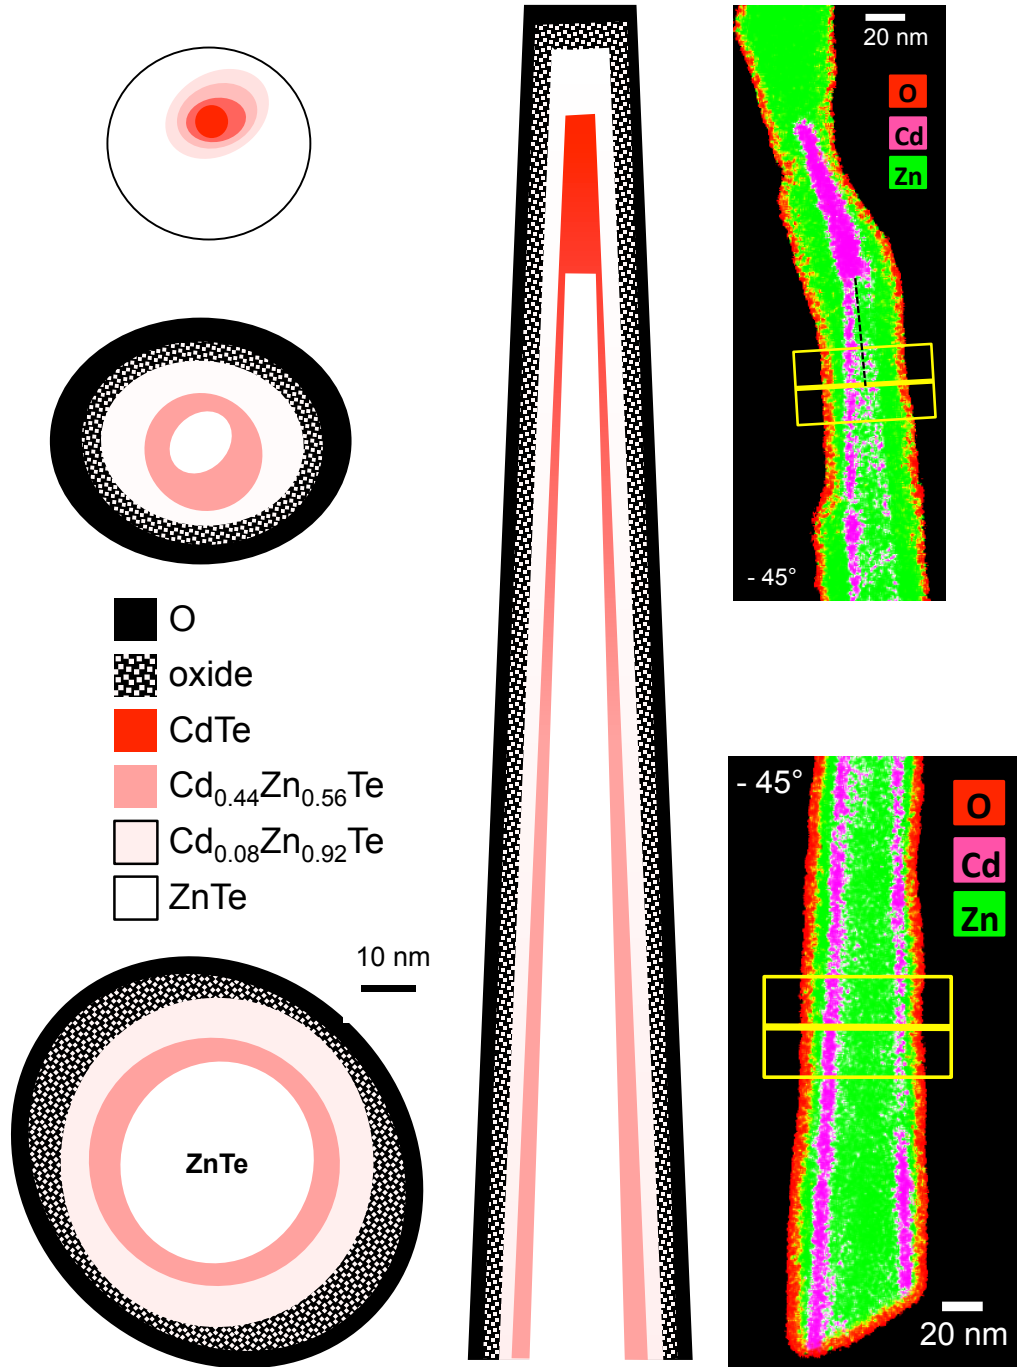 20 nm
O
Cd
Zn
- 45°
O
oxide
CdTe
Cd0.44Zn0.56Te
Cd0.08Zn0.92Te
ZnTe
10 nm
ZnTe
- 45°
O
Cd
Zn
20 nm